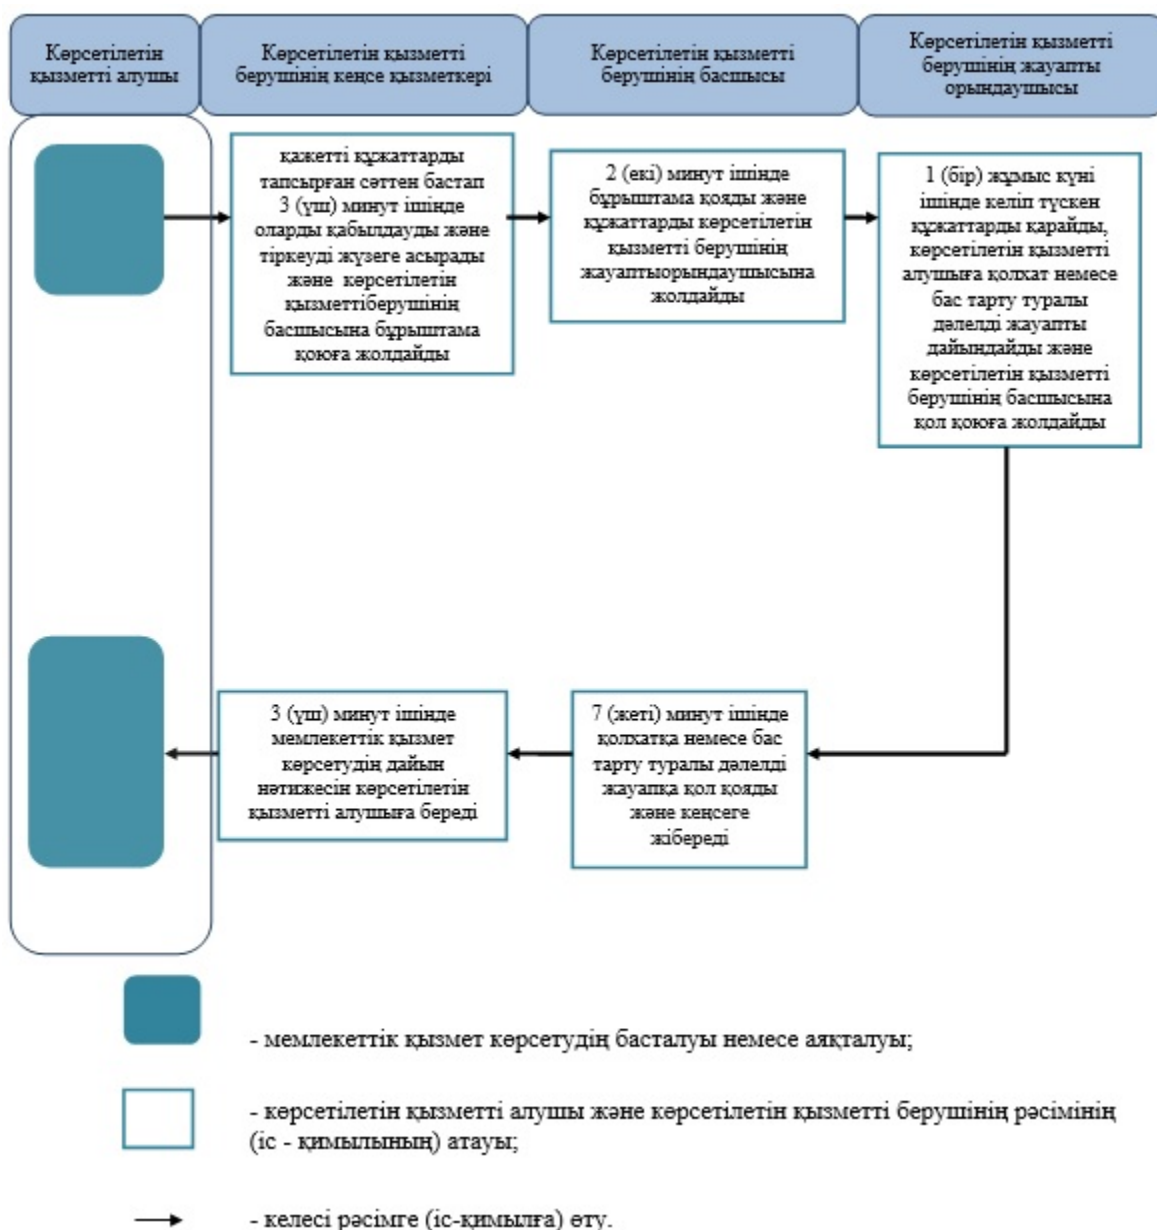 Көрсетілетін
қызметті алушы
Көрсетілетін қызметті
берушінің кеңсе қызметкері
Көрсетілетін қызметті
берушінің басшысы
Көрсетілетін қызметті
берушінің жауапты
орындаушысы
қажетті құжаттарды
тапсырған сәттен бастап
3 (үш) минут ішінде
оларды қабылдауды және
тіркеуді жүзеге асырады
және көрсетілетін
қызметтіберушінің
басшысына бұрыштама
қоюға жолдайды
2 (екі) минут ішінде
бұрыштама қояды және
құжаттарды көрсетілетін
қызметті берушінің
жауаптыорындаушысына
жолдайды
1 (бір) жұмыс күні
ішінде келіп түскен
құжаттарды қарайды,
көрсетілетін қызметті
алушыға қолхат немесе
бас тарту туралы
дәлелді жауапты
дайындайды және
көрсетілетін қызметті
берушінің басшысына
қол қоюға жолдайды
3 (үш) минут ішінде
мемлекеттік қызмет
көрсетудің дайын
нәтижесін көрсетілетін
қызметті алушыға береді
7 (жеті) минут ішінде
қолхатқа немесе бас
тарту туралы дәлелді
жауапқа қол қояды
және кеңсеге
жібереді
- мемлекеттік қызмет көрсетудің басталуы немесе аяқталуы;
- көрсетілетін қызметті алушы және көрсетілетін қызметті берушінің рәсімінің
(іс - қимылының) атауы;
- келесі рәсімге (іс-қимылға) өту.